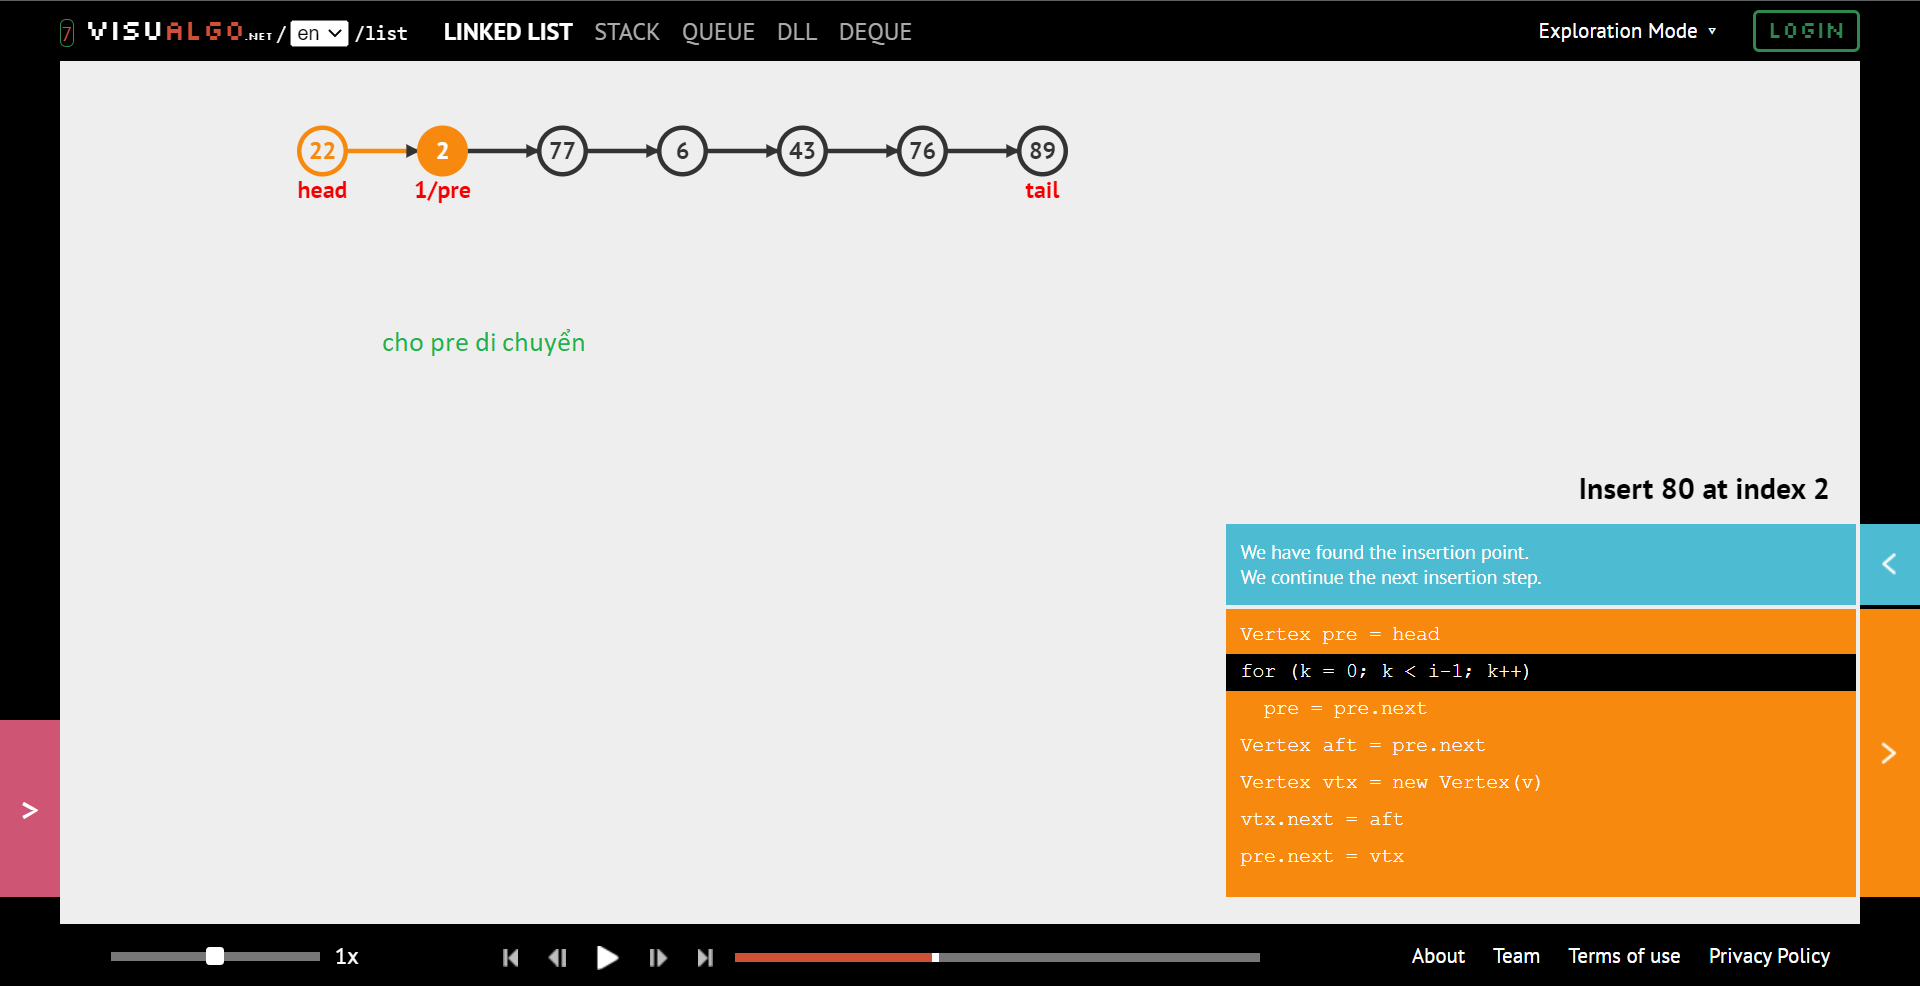 7 VISUALGO.NET/ en /list LINKED LIST STACK QUEUE DLL DEQUE Exploration Mode ▾ LOGIN
22 2 77 6 43 76 89
head 1/pre tail
cho pre di chuyển
Insert 80 at index 2
We have found the insertion point.
We continue the next insertion step.
Vertex pre = head
for (k = 0; k < i-1; k++)
pre = pre.next
Vertex aft = pre.next
Vertex vtx = new Vertex(v)
vtx.next = aft
pre.next = vtx
1x About Team Terms of use Privacy Policy